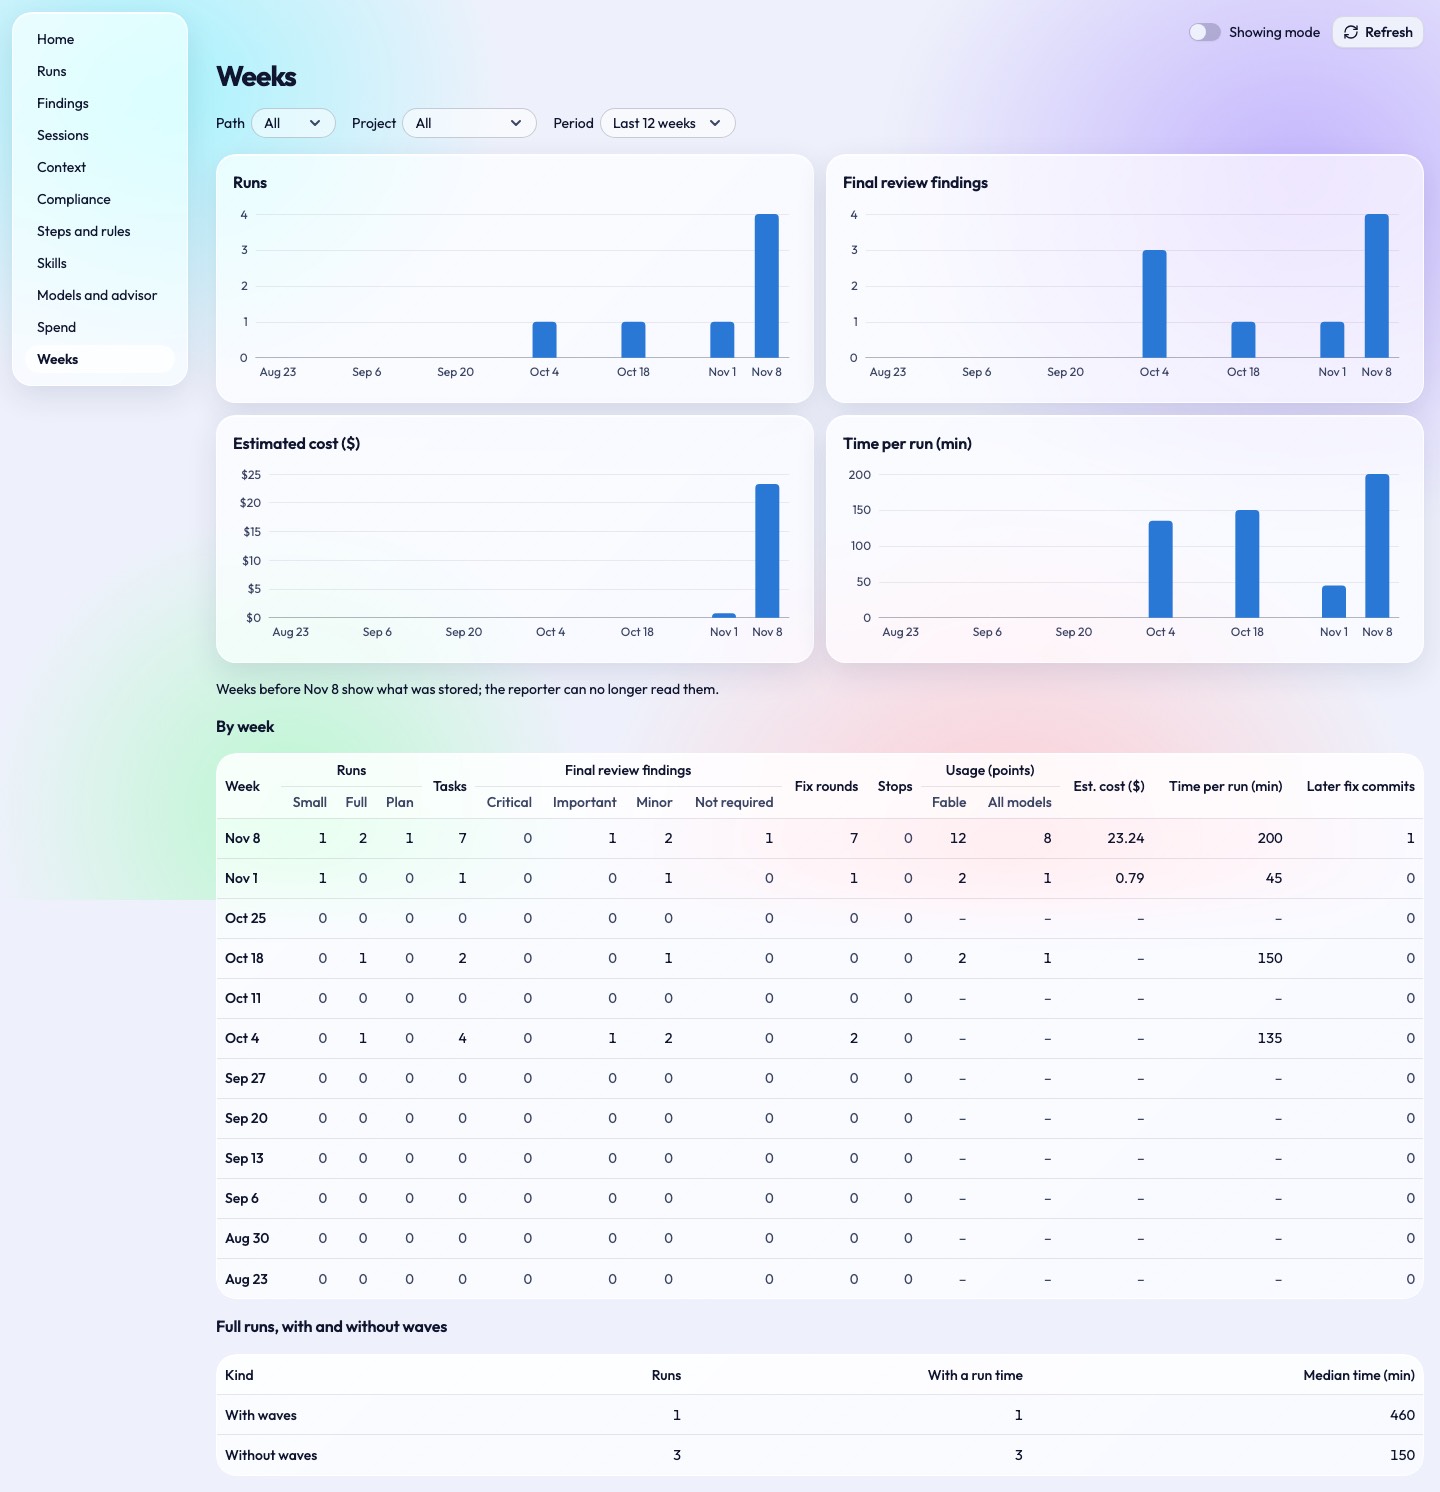 Home
Runs
Findings
Sessions
Context
Compliance
Steps and rules
Skills
Models and advisor
Spend
Weeks
Showing mode
Refresh
Weeks
Path All Project All Period Last 12 weeks
Runs
4
3
2
1
0
Aug 23 Sep 6 Sep 20 Oct 4 Oct 18 Nov 1 Nov 8
Final review findings
4
3
2
1
0
Aug 23 Sep 6 Sep 20 Oct 4 Oct 18 Nov 1 Nov 8
Estimated cost ($)
$25
$20
$15
$10
$5
$0
Aug 23 Sep 6 Sep 20 Oct 4 Oct 18 Nov 1 Nov 8
Time per run (min)
200
150
100
50
0
Aug 23 Sep 6 Sep 20 Oct 4 Oct 18 Nov 1 Nov 8
Weeks before Nov 8 show what was stored; the reporter can no longer read them.
By week
Week Runs Tasks Final review findings Fix rounds Stops Usage (points) Est. cost ($) Time per run (min) Later fix commits
Small Full Plan Critical Important Minor Not required Fable All models
Nov 8 1 2 1 7 0 1 2 1 7 0 12 8 23.24 200 1
Nov 1 1 0 0 1 0 0 1 0 1 0 2 1 0.79 45 0
Oct 25 0 0 0 0 0 0 0 0 0 0 – – – – 0
Oct 18 0 1 0 2 0 0 1 0 0 0 2 1 – 150 0
Oct 11 0 0 0 0 0 0 0 0 0 0 – – – – 0
Oct 4 0 1 0 4 0 1 2 0 2 0 – – – 135 0
Sep 27 0 0 0 0 0 0 0 0 0 0 – – – – 0
Sep 20 0 0 0 0 0 0 0 0 0 0 – – – – 0
Sep 13 0 0 0 0 0 0 0 0 0 0 – – – – 0
Sep 6 0 0 0 0 0 0 0 0 0 0 – – – – 0
Aug 30 0 0 0 0 0 0 0 0 0 0 – – – – 0
Aug 23 0 0 0 0 0 0 0 0 0 0 – – – – 0
Full runs, with and without waves
Kind Runs With a run time Median time (min)
With waves 1 1 460
Without waves 3 3 150